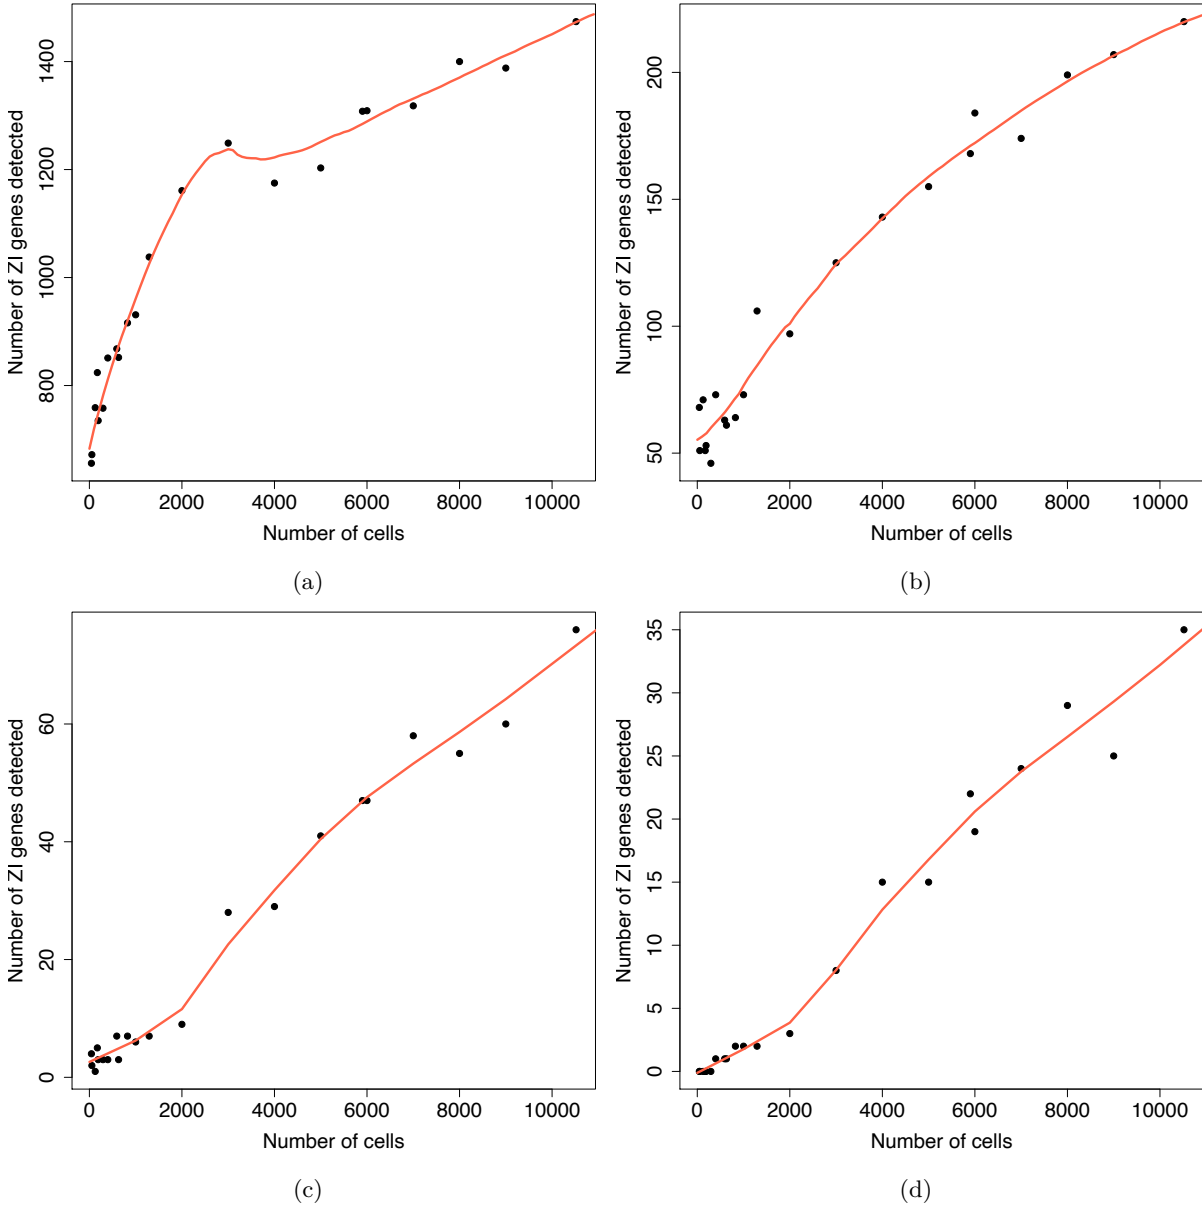 Number of ZI genes detected
1400
1200
1000
800
0 2000 4000 6000 8000 10000
Number of cells
(a)
Number of ZI genes detected
200
150
100
50
0 2000 4000 6000 8000 10000
Number of cells
(b)
Number of ZI genes detected
60
40
20
0
0 2000 4000 6000 8000 10000
Number of cells
(c)
Number of ZI genes detected
35
30
25
20
15
10
5
0
0 2000 4000 6000 8000 10000
Number of cells
(d)